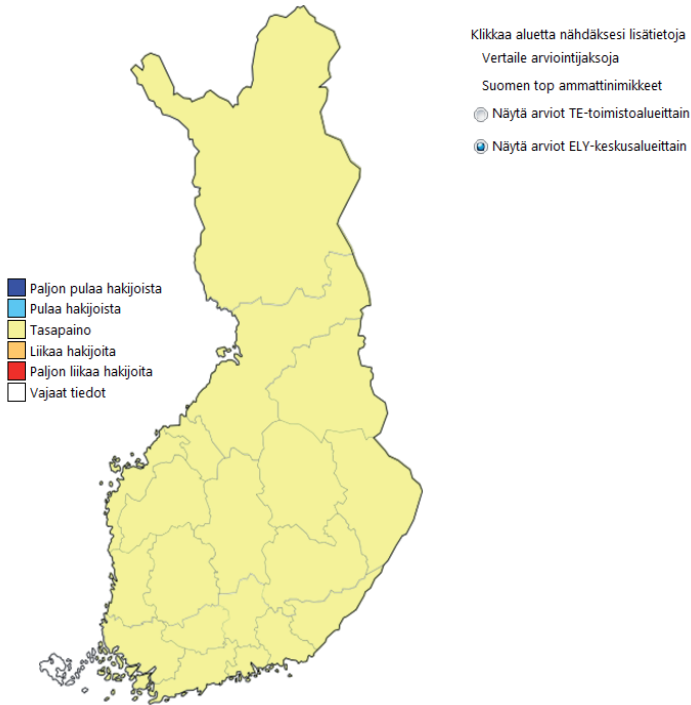 Klikkaa aluetta nähdäksesi lisätietoja
Vertaile arviointijaksoja
Suomen top ammattinimikkeet
Näytä arviot TE-toimistoalueittain
Näytä arviot ELY-keskusalueittain
Paljon pulaa hakijoista
Pulaa hakijoista
Tasapaino
Liikaa hakijoita
Paljon liikaa hakijoita
Vajaat tiedot